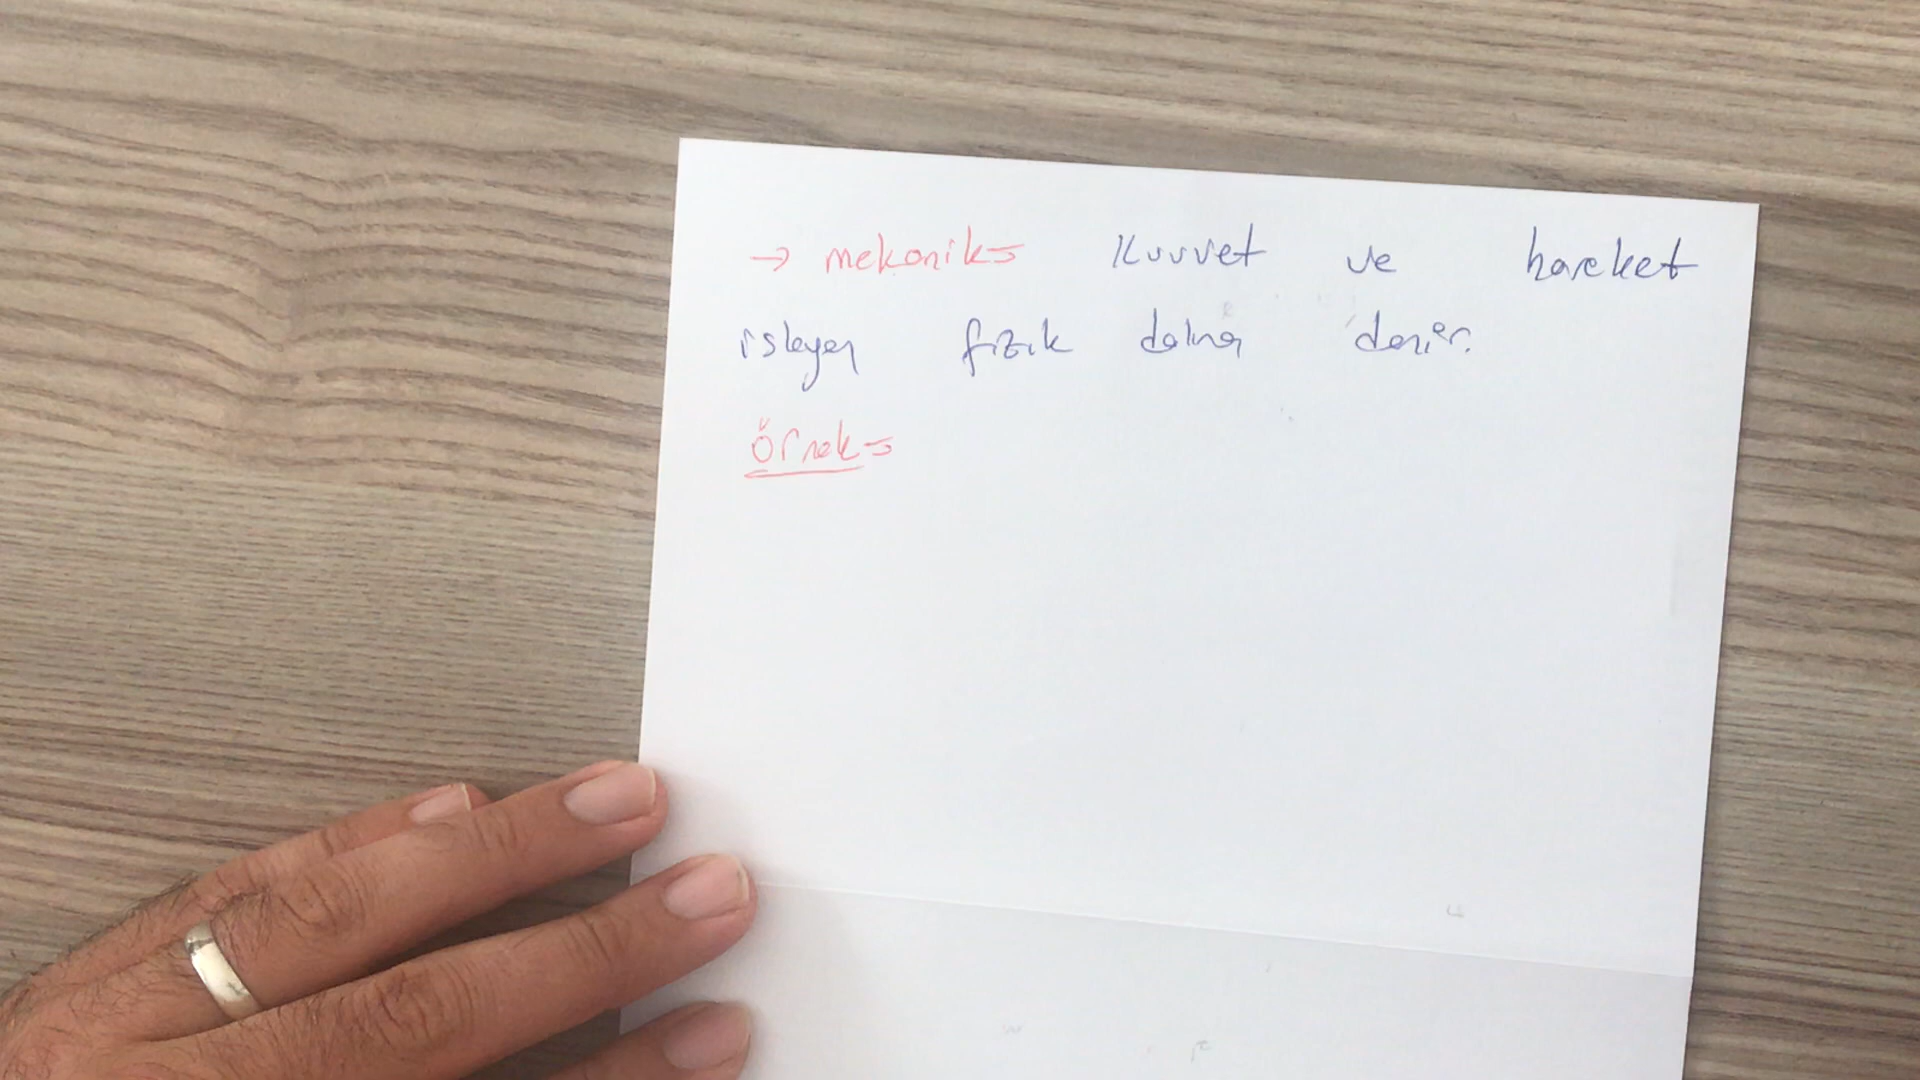 → mekanik→ Kuvvet ve hareket
işleyen fizik dalına denir.
örnek→